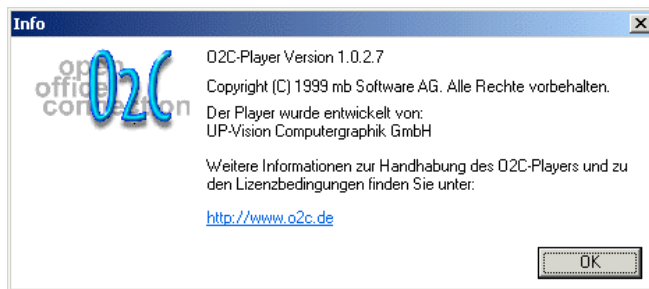 Info
open
office
connection
O2C
O2C-Player Version 1.0.2.7
Copyright (C) 1999 mb Software AG. Alle Rechte vorbehalten.
Der Player wurde entwickelt von:
UP-Vision Computergraphik GmbH
Weitere Informationen zur Handhabung des O2C-Players und zu
den Lizenzbedingungen finden Sie unter:
http://www.o2c.de
OK